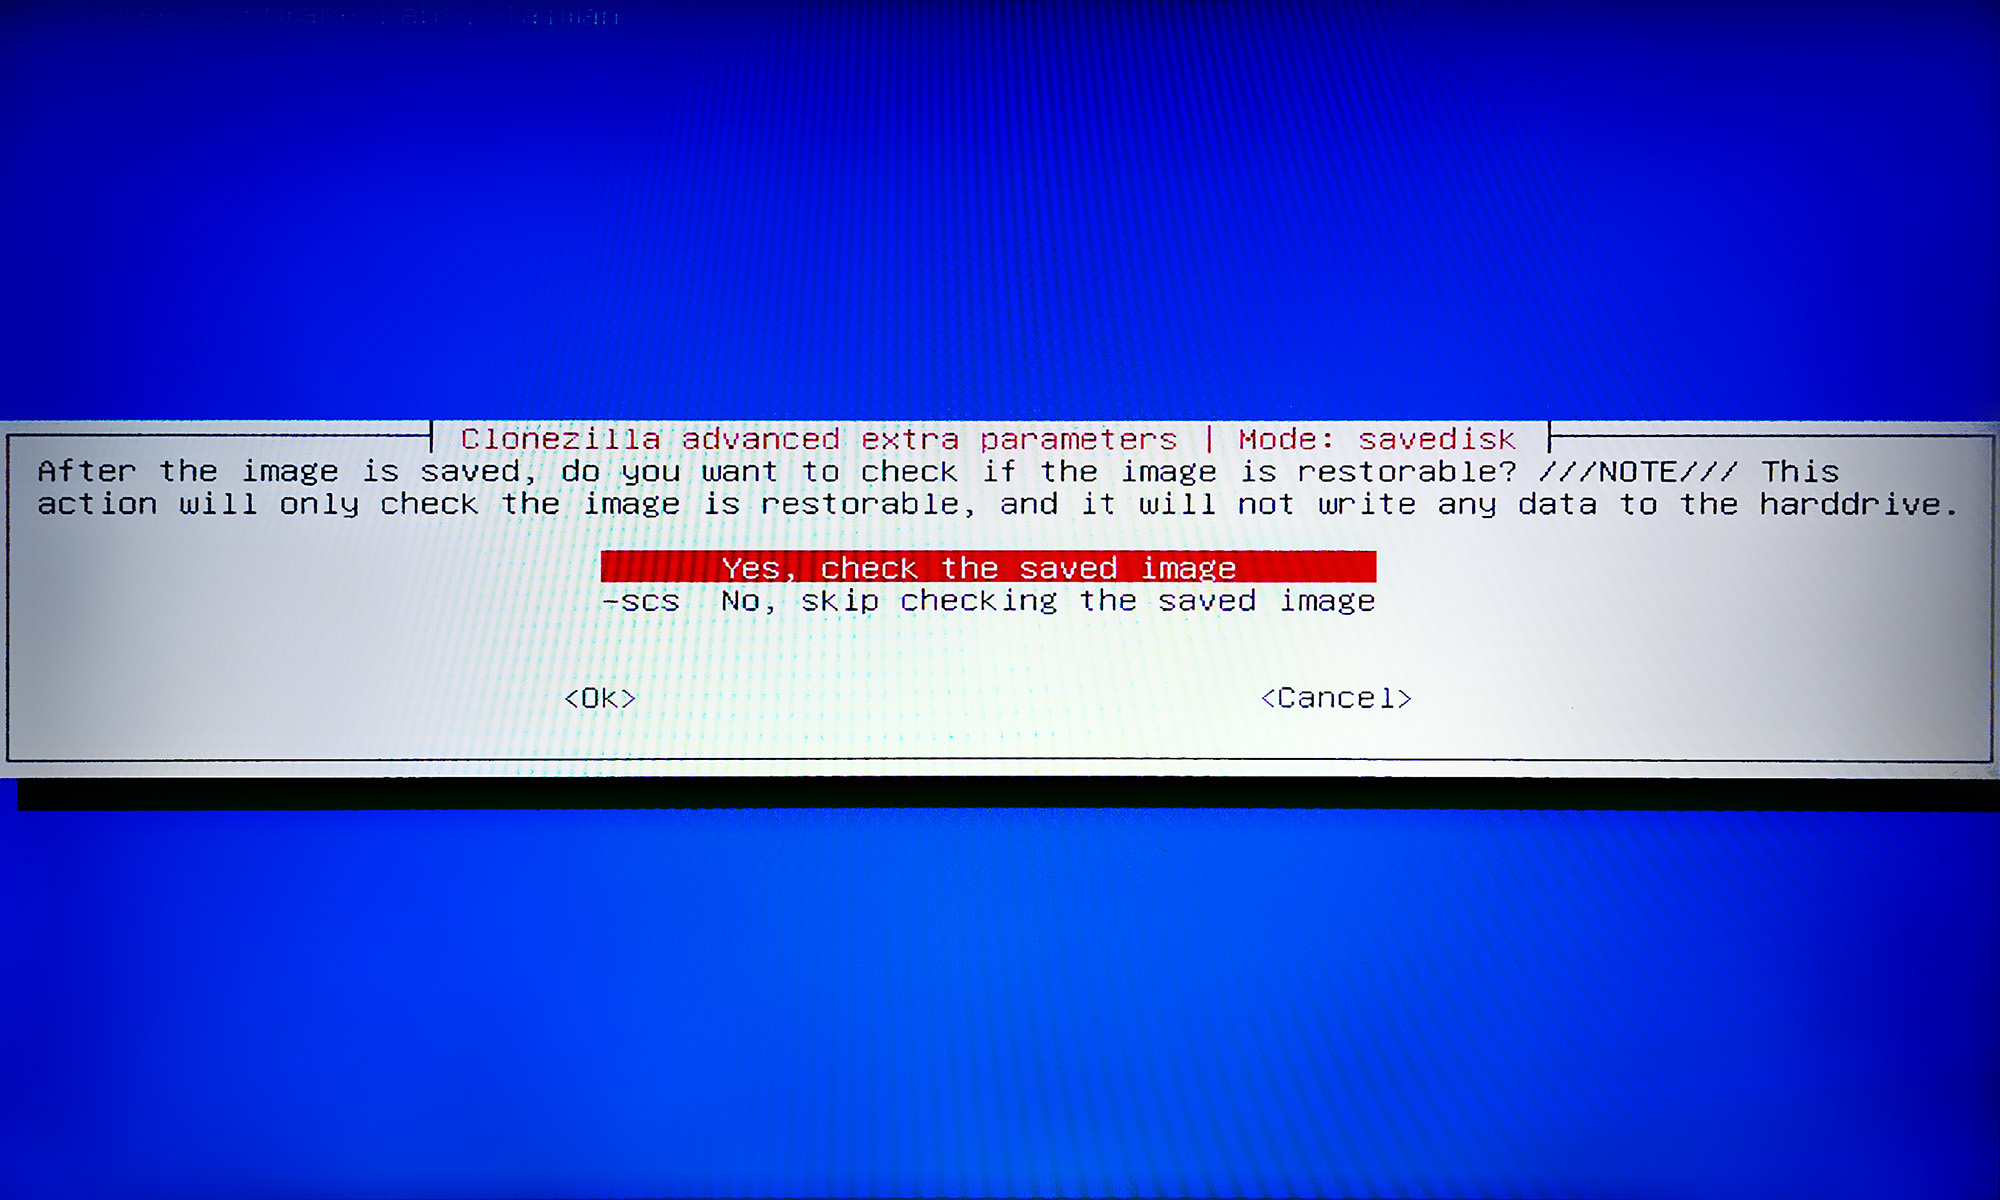 Taiwan
Clonezilla advanced extra parameters | Mode: savedisk
After the image is saved, do you want to check if the image is restorable? ///NOTE/// This
action will only check the image is restorable, and it will not write any data to the harddrive.
Yes, check the saved image
-scs No, skip checking the saved image
<Ok> <Cancel>